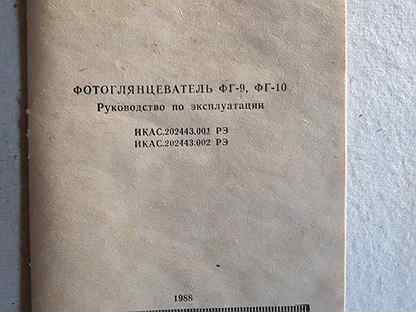 ФОТОГЛЯНЦЕВАТЕЛЬ ФГ-9, ФГ-10
Руководство по эксплуатации
ИКАС.202443.001 РЭ
ИКАС.202443.002 РЭ
1988